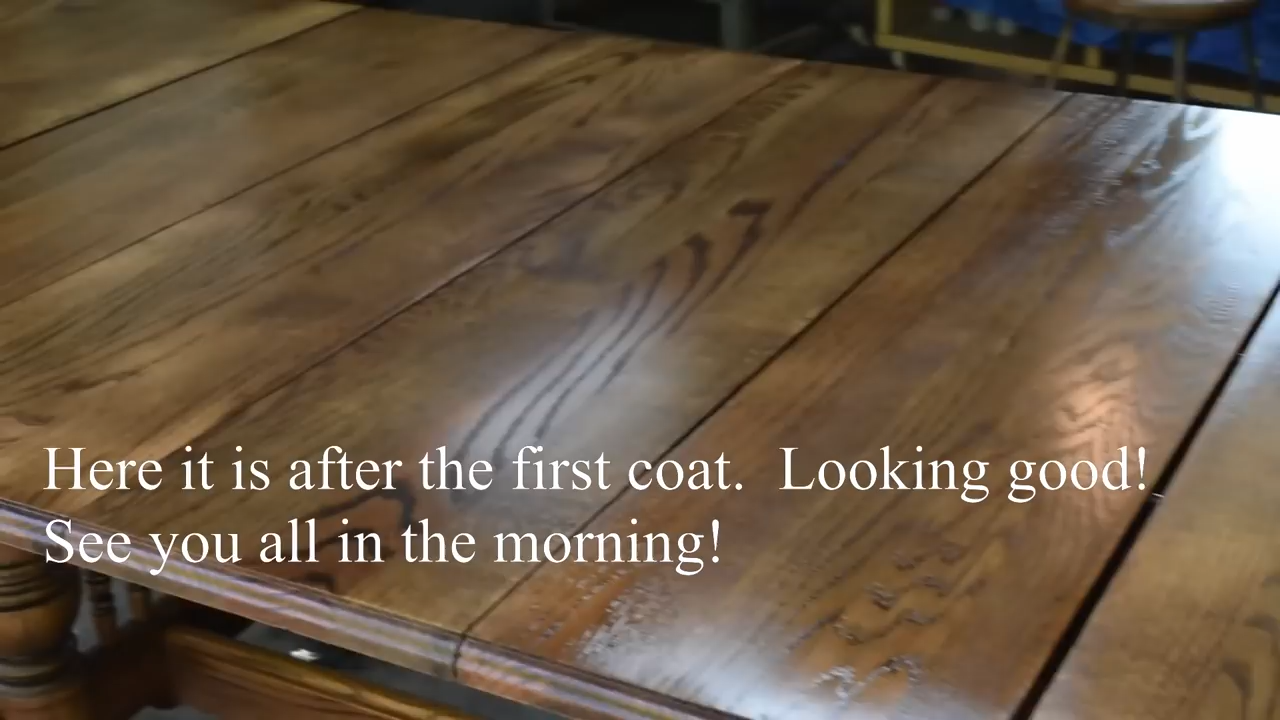 Here it is after the first coat.  Looking good!
See you all in the morning!